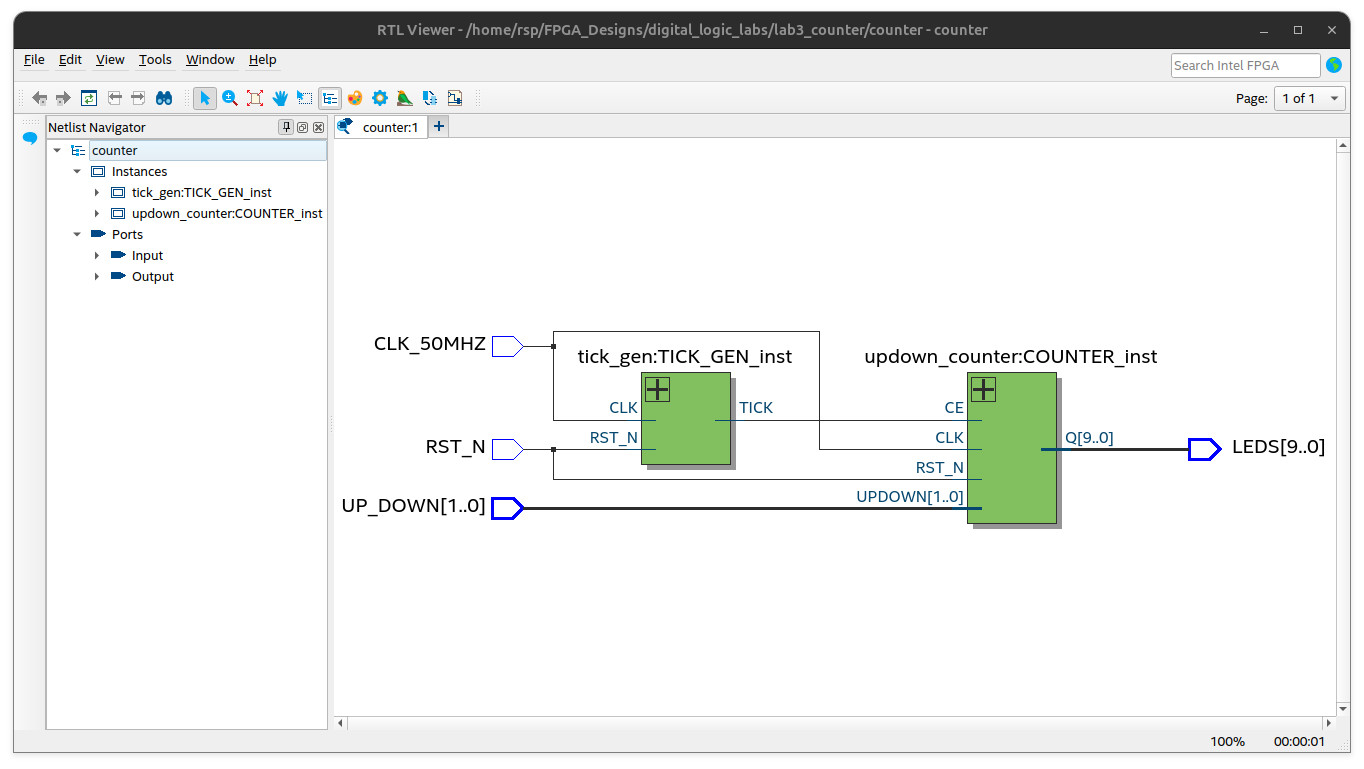 RTL Viewer - /home/rsp/FPGA_Designs/digital_logic_labs/lab3_counter/counter - counter
File Edit View Tools Window Help
Search Intel FPGA
Page: 1 of 1
Netlist Navigator
counter:1
counter
Instances
tick_gen:TICK_GEN_inst
updown_counter:COUNTER_inst
Ports
Input
Output
CLK_50MHZ
tick_gen:TICK_GEN_inst
updown_counter:COUNTER_inst
CLK
TICK
CE
RST_N
RST_N
CLK
Q[9..0]
LEDS[9..0]
RST_N
UP_DOWN[1..0]
UPDOWN[1..0]
100% 00:00:01